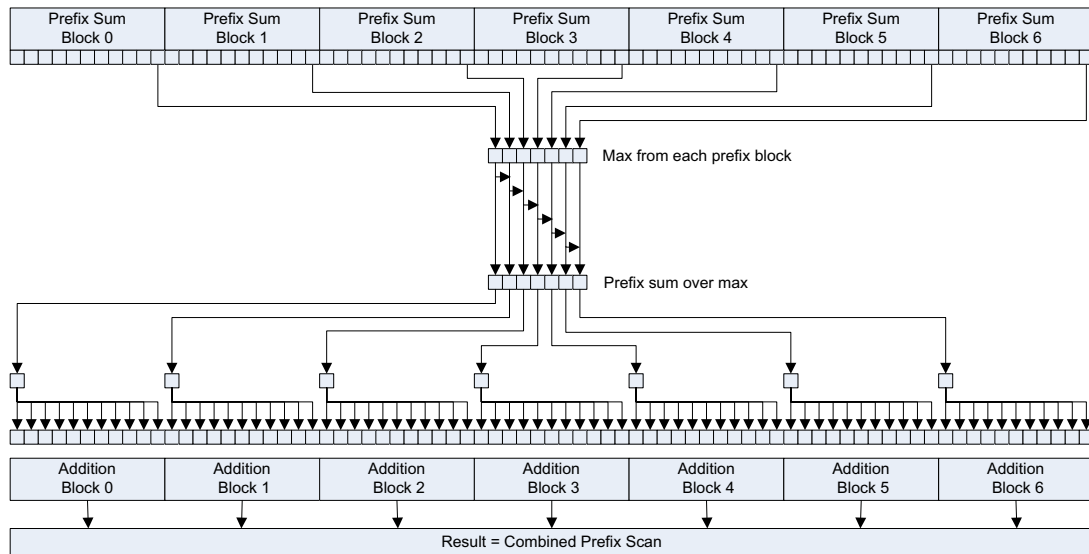 Prefix Sum
Block 0
Prefix Sum
Block 1
Prefix Sum
Block 2
Prefix Sum
Block 3
Prefix Sum
Block 4
Prefix Sum
Block 5
Prefix Sum
Block 6
Max from each prefix block
Prefix sum over max
Addition
Block 0
Addition
Block 1
Addition
Block 2
Addition
Block 3
Addition
Block 4
Addition
Block 5
Addition
Block 6
Result = Combined Prefix Scan